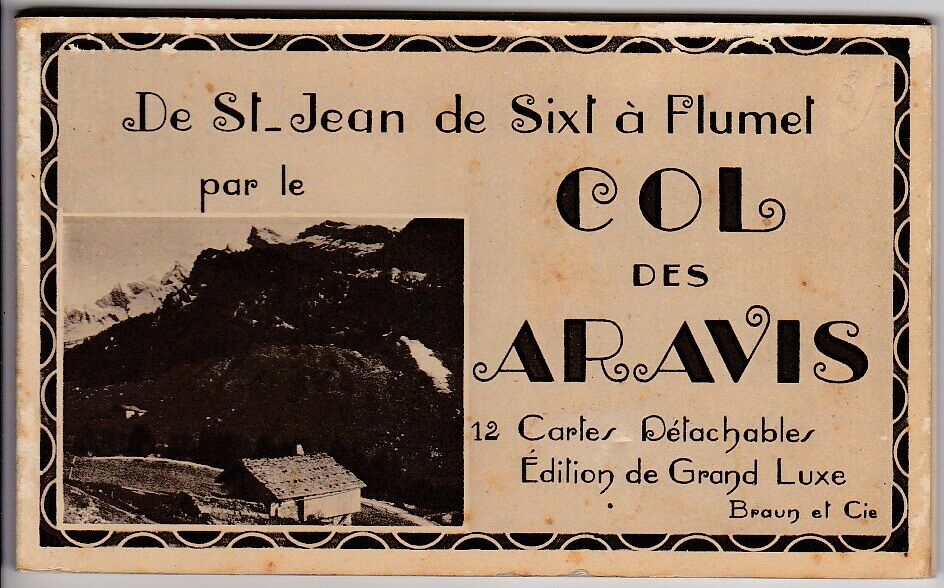 De St-Jean de Sixt à Flumet
par le
COL
DES
ARAVIS
12 Cartes Détachables
Édition de Grand Luxe
Braun et Cie